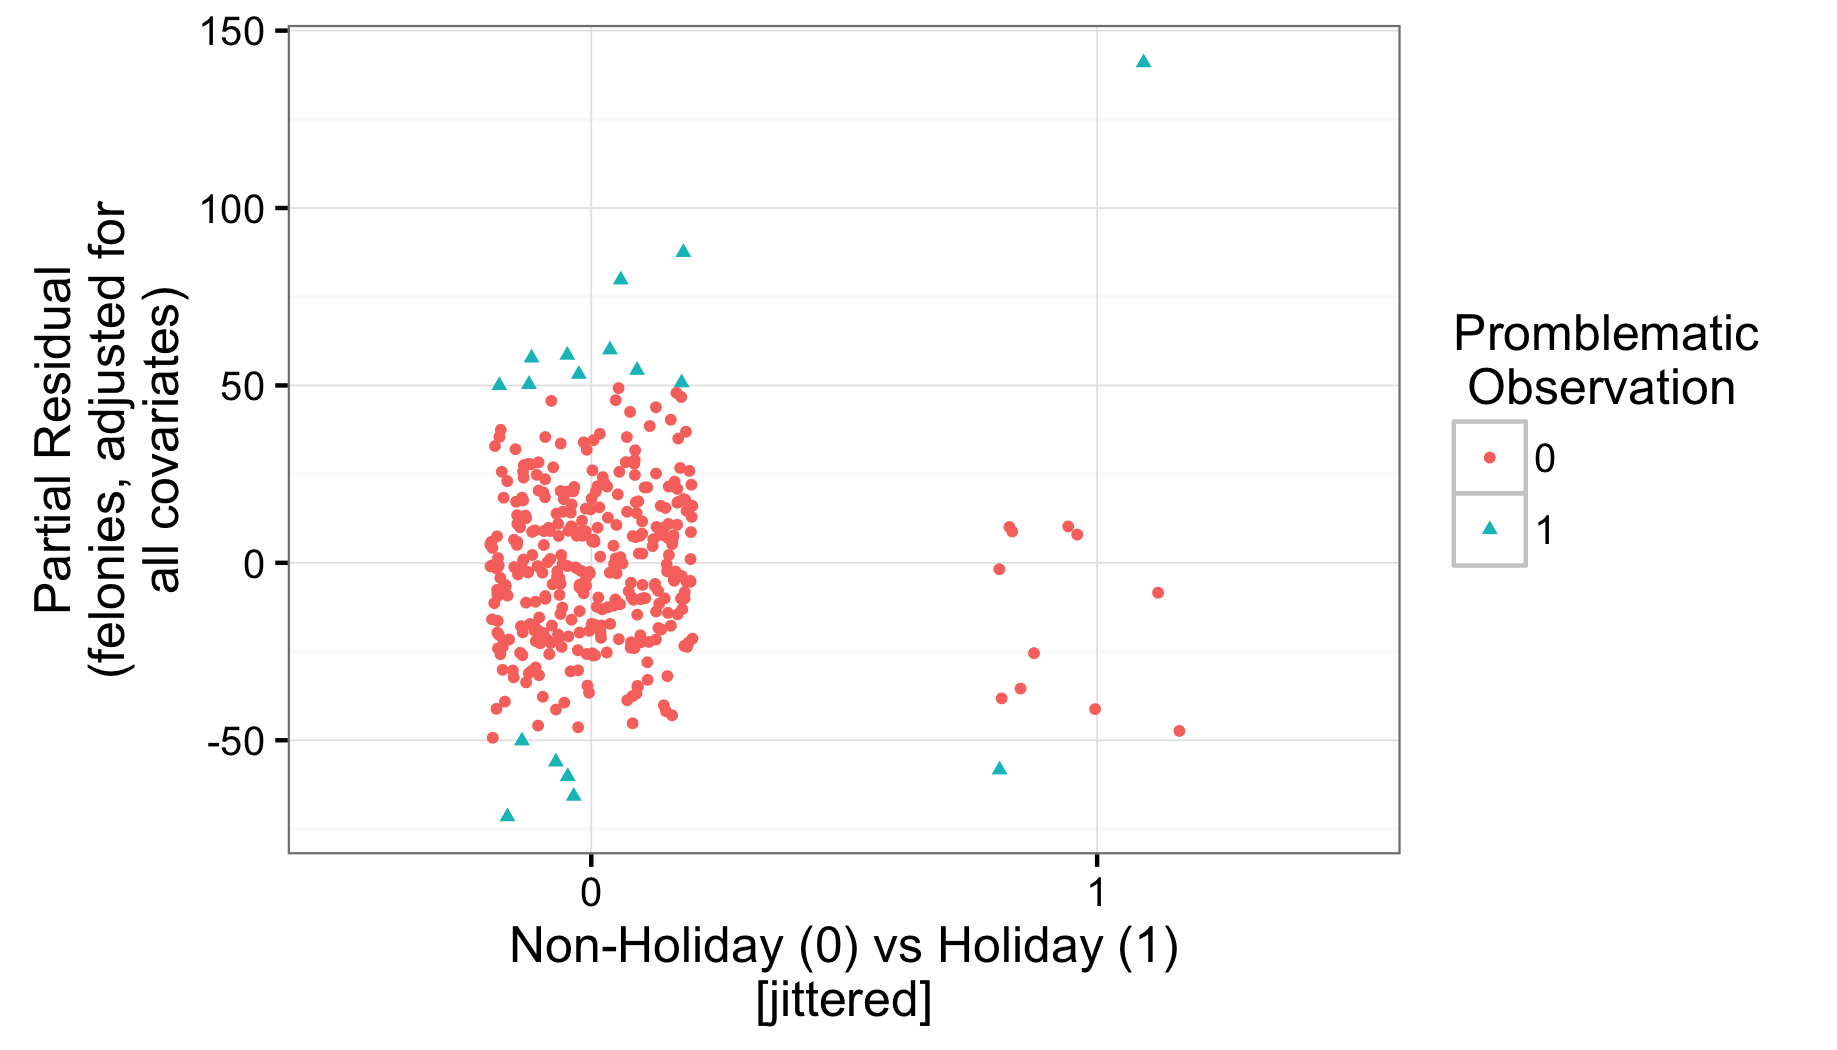 150
100
50
0
-50
Partial Residual
(felonies, adjusted for
all covariates)
0
1
Non-Holiday (0) vs Holiday (1)
[jittered]
Promblematic
Observation
0
1